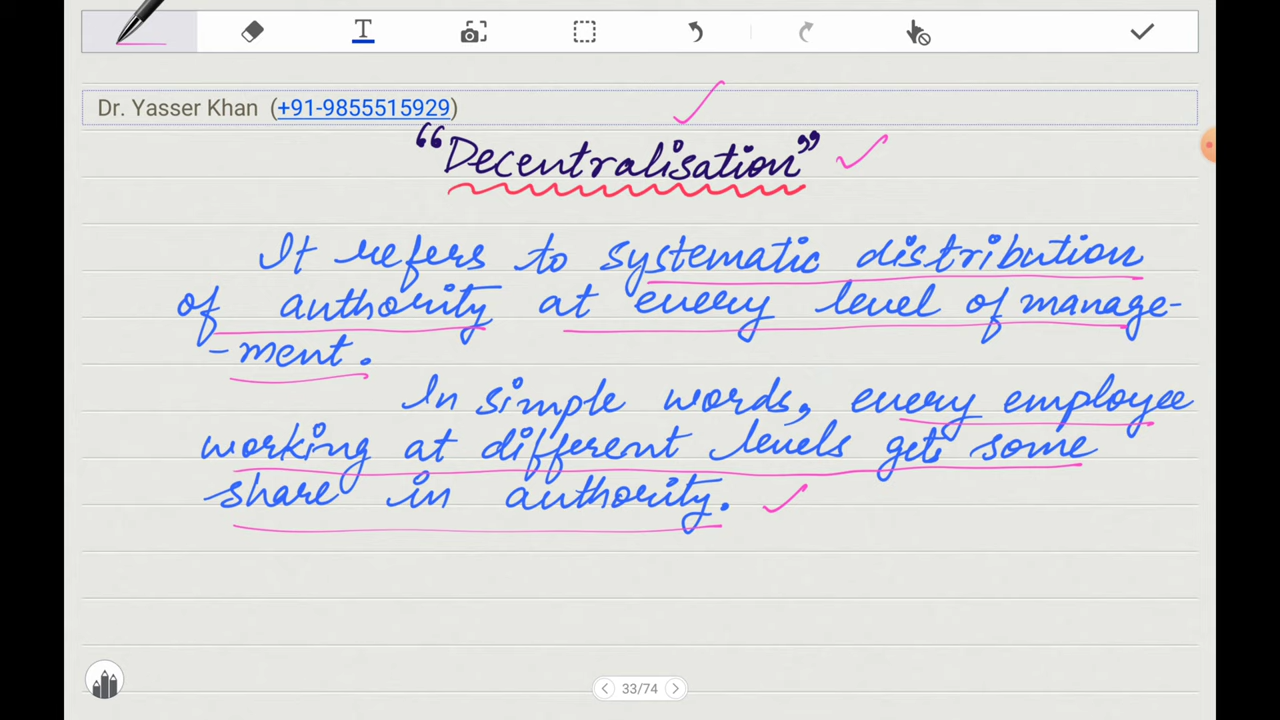 T
Dr. Yasser Khan (+91-9855515929)
“Decentralisation”
It refers to systematic distribution
of authority at every level of manage-
-ment.
In simple words, every employee
working at different levels gets some
share in authority.
33/74